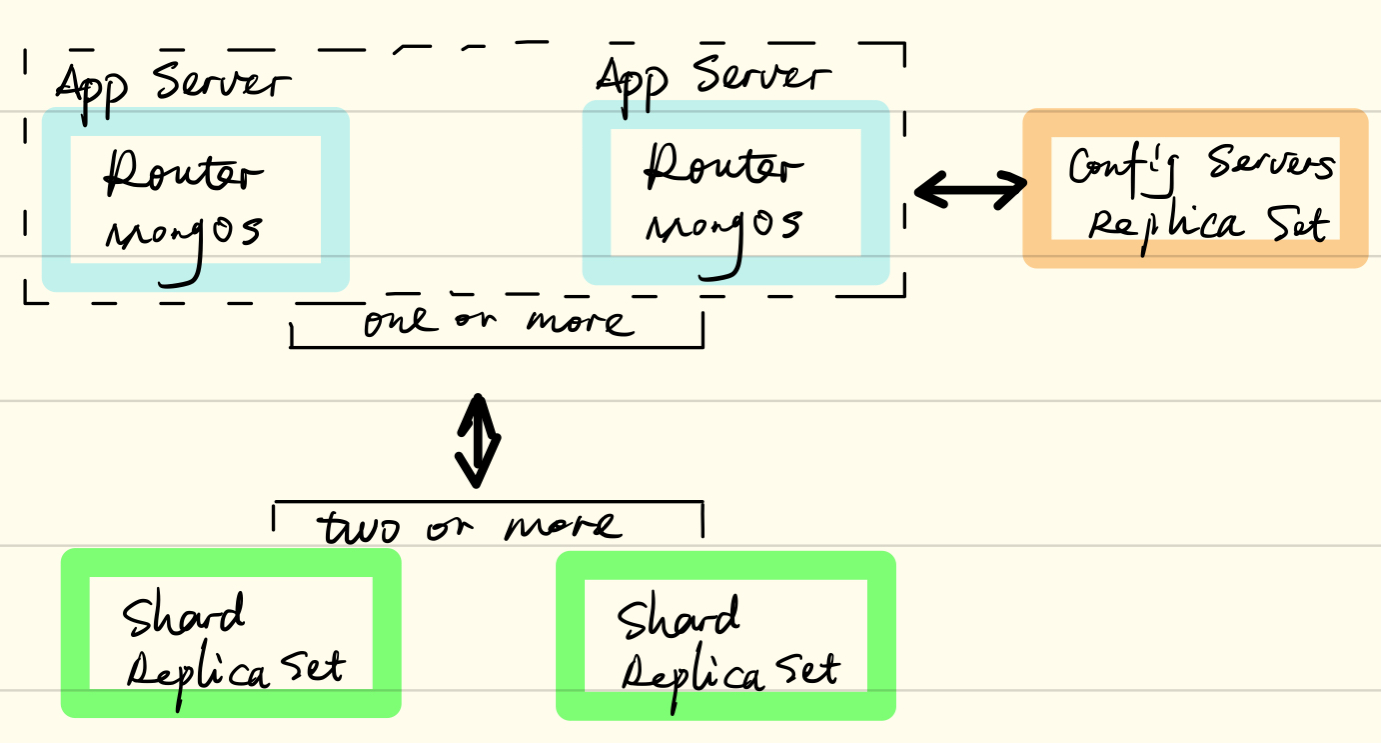 App Server
App Server
Router
MongOS
Router
MongOS
Config Servers
Replica Set
one or more
two or more
Shard
Replica Set
Shard
Replica Set